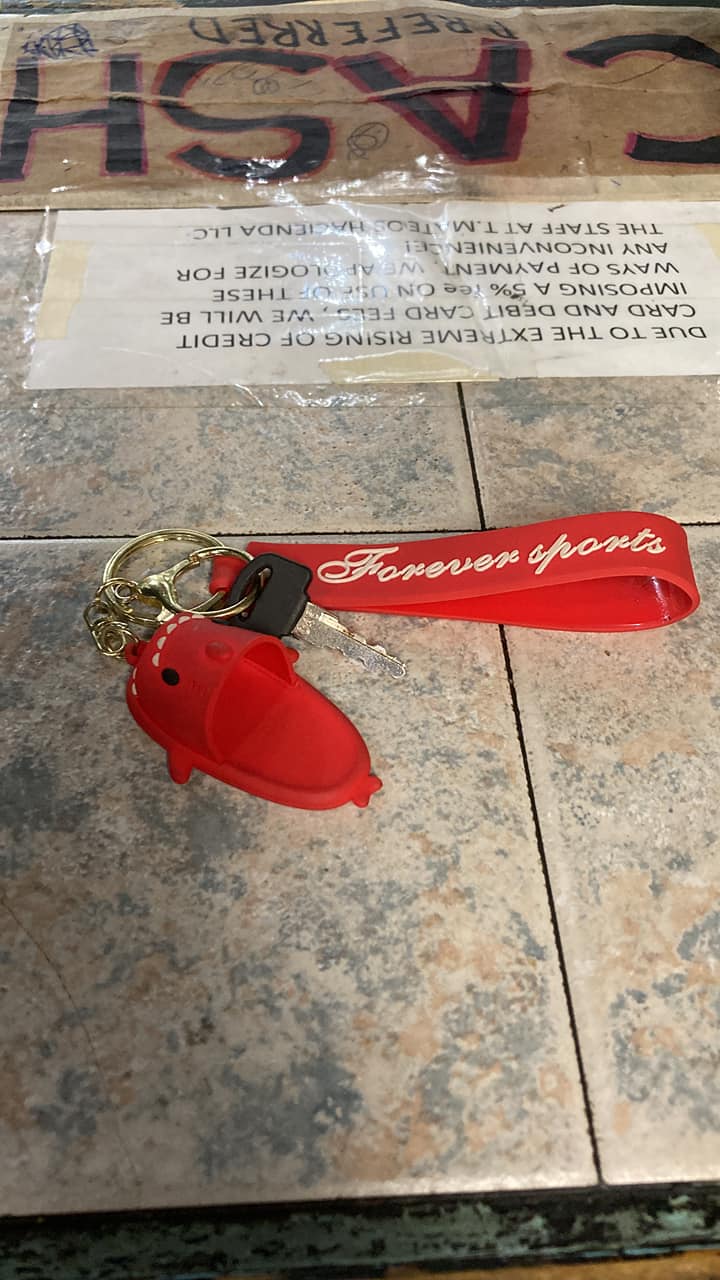 CASH
PREFERRED
DUE TO THE EXTREME RISING OF CREDIT
CARD AND DEBIT CARD FEES , WE WILL BE
IMPOSING A 5% fee ON USE OF THESE
WAYS OF PAYMENT. WE APOLOGIZE FOR
ANY INCONVENIENCE!
THE STAFF AT T.MATEOS HACIENDA LLC.
Forever sports